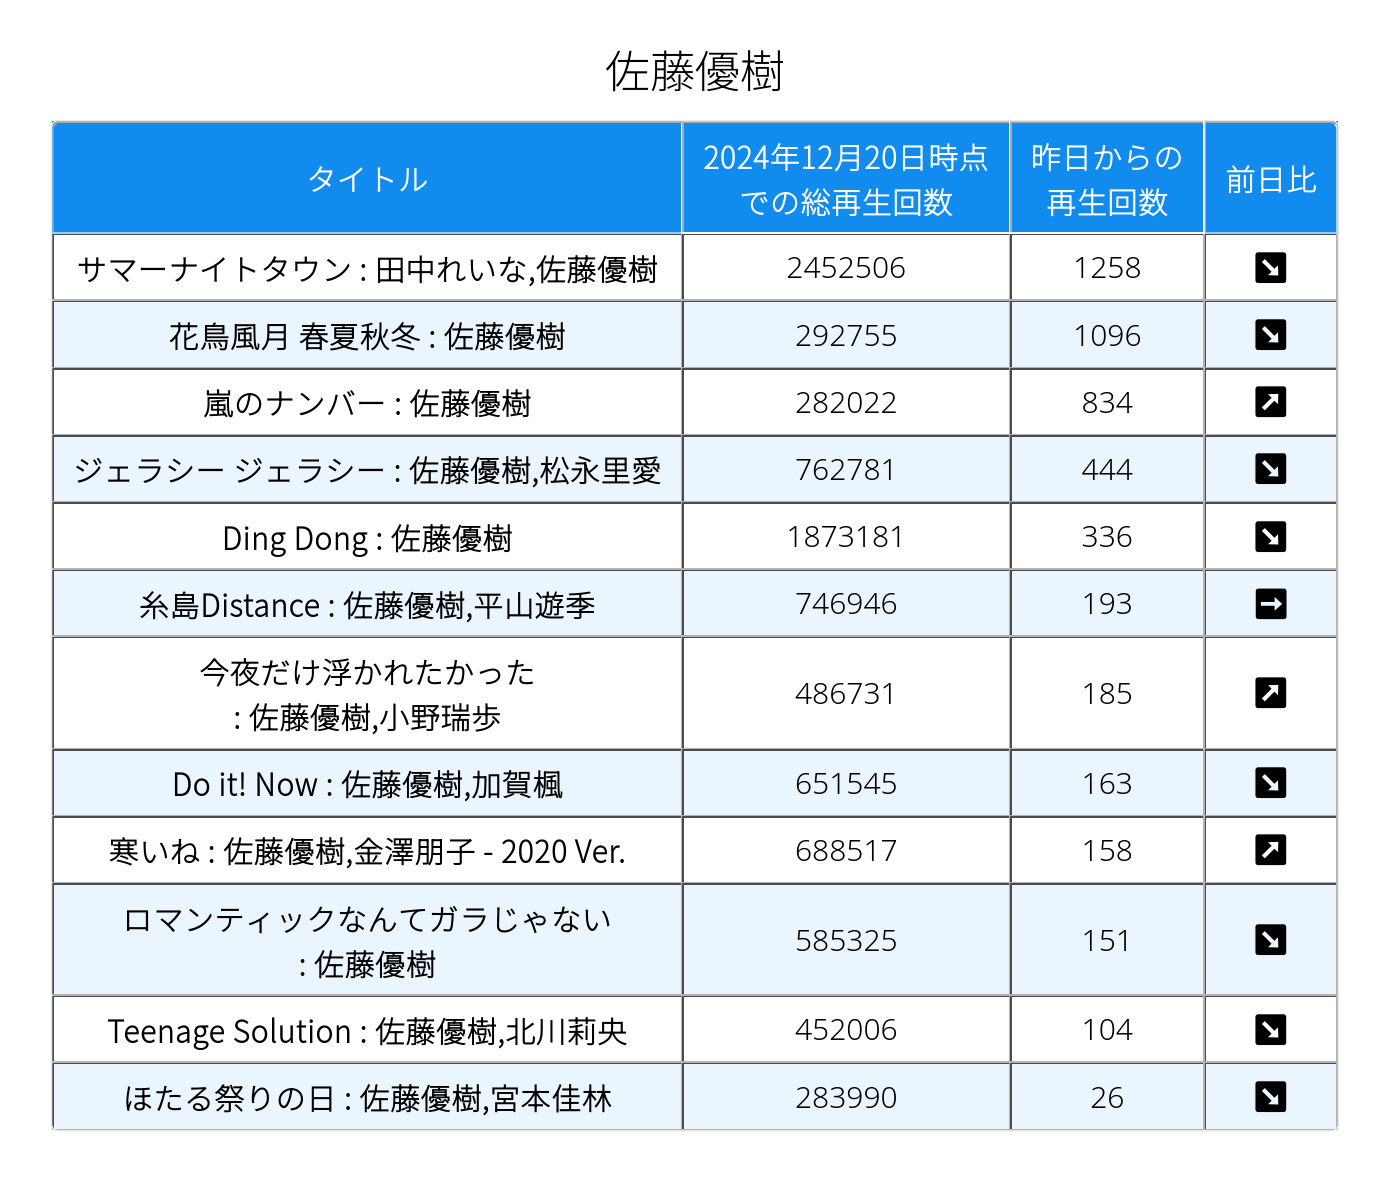 佐藤優樹
タイトル
2024年12月20日時点
での総再生回数
昨日からの
再生回数
前日比
サマーナイトタウン : 田中れいな,佐藤優樹 2452506 1258 ↘
花鳥風月 春夏秋冬 : 佐藤優樹 292755 1096 ↘
嵐のナンバー : 佐藤優樹 282022 834 ↗
ジェラシー ジェラシー : 佐藤優樹,松永里愛 762781 444 ↘
Ding Dong : 佐藤優樹 1873181 336 ↘
糸島Distance : 佐藤優樹,平山遊季 746946 193 →
今夜だけ浮かれたかった
: 佐藤優樹,小野瑞歩 486731 185 ↗
Do it! Now : 佐藤優樹,加賀楓 651545 163 ↘
寒いね : 佐藤優樹,金澤朋子 - 2020 Ver. 688517 158 ↗
ロマンティックなんてガラじゃない
: 佐藤優樹 585325 151 ↘
Teenage Solution : 佐藤優樹,北川莉央 452006 104 ↘
ほたる祭りの日 : 佐藤優樹,宮本佳林 283990 26 ↘